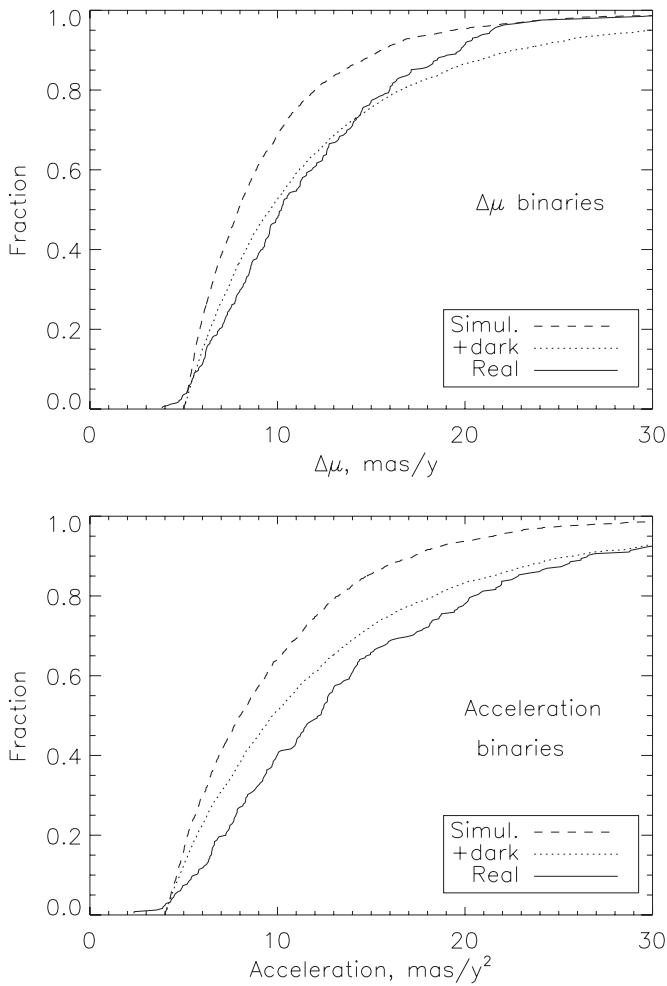 1.0
0.8
0.6
0.4
0.2
0.0
Fraction
Δμ binaries
Simul.
+dark
Real
0 10 20 30
Δμ, mas/y
1.0
0.8
0.6
0.4
0.2
0.0
Fraction
Acceleration
binaries
Simul.
+dark
Real
0 10 20 30
Acceleration, mas/y²